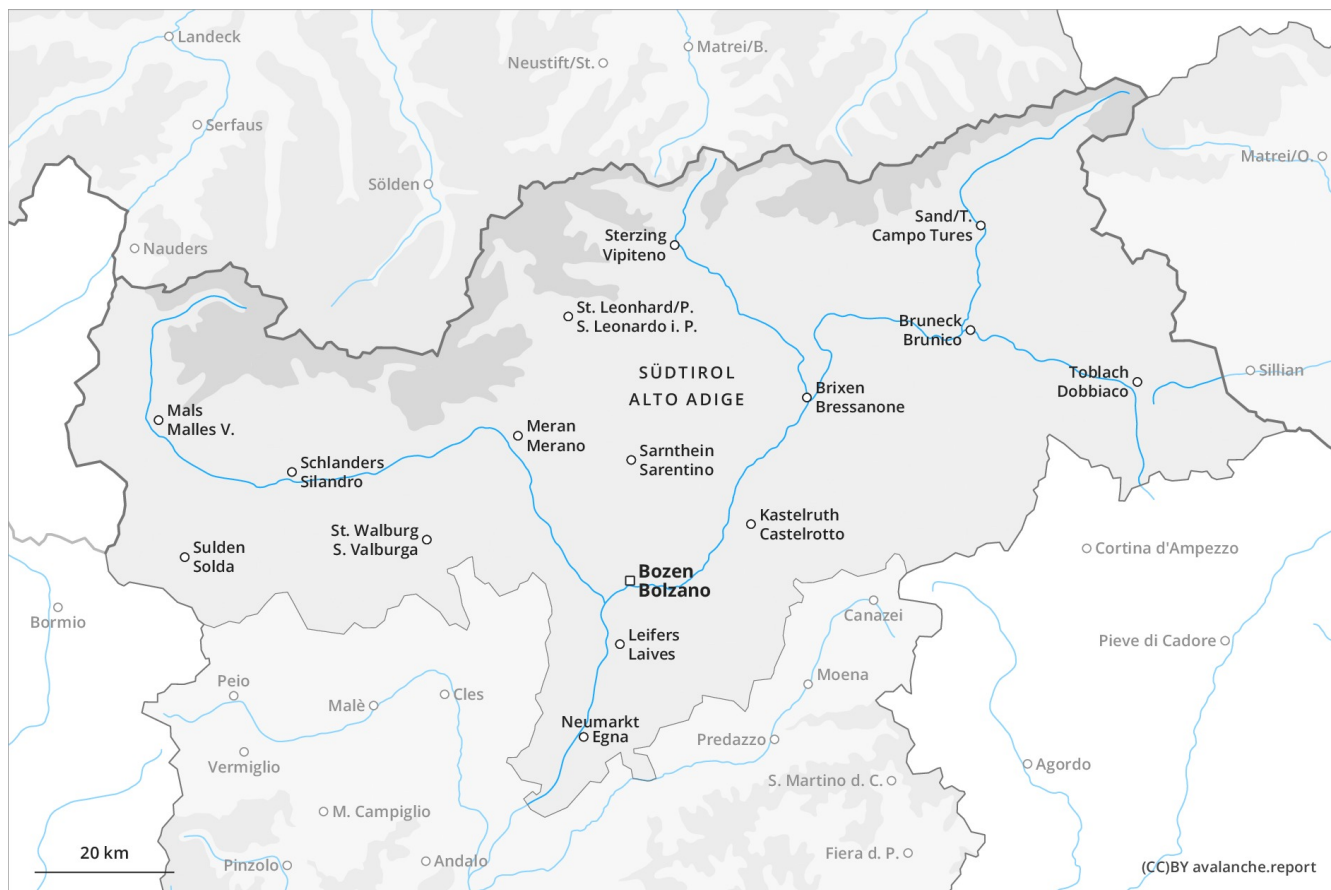 Landeck
Matrei/B.
Neustift/St.
Serfaus
Matrei/O.
Sölden
Nauders
Sterzing
Vipiteno
Sand/T.
Campo Tures
St. Leonhard/P.
S. Leonardo i. P.
Bruneck
Brunico
SÜDTIROL
ALTO ADIGE
Toblach
Dobbiaco
Sillian
Brixen
Bressanone
Mals
Malles V.
Meran
Merano
Sarnthein
Sarentino
Schlanders
Silandro
St. Walburg
S. Valburga
Kastelruth
Castelrotto
Sulden
Solda
Cortina d'Ampezzo
Bozen
Bolzano
Bormio
Canazei
Leifers
Laives
Pieve di Cadore
Peio
Malè
Cles
Moena
Neumarkt
Egna
Predazzo
Vermiglio
Agordo
S. Martino d. C.
M. Campiglio
20 km
Pinzolo
Andalo
Fiera d. P.
(CC)BY avalanche.report